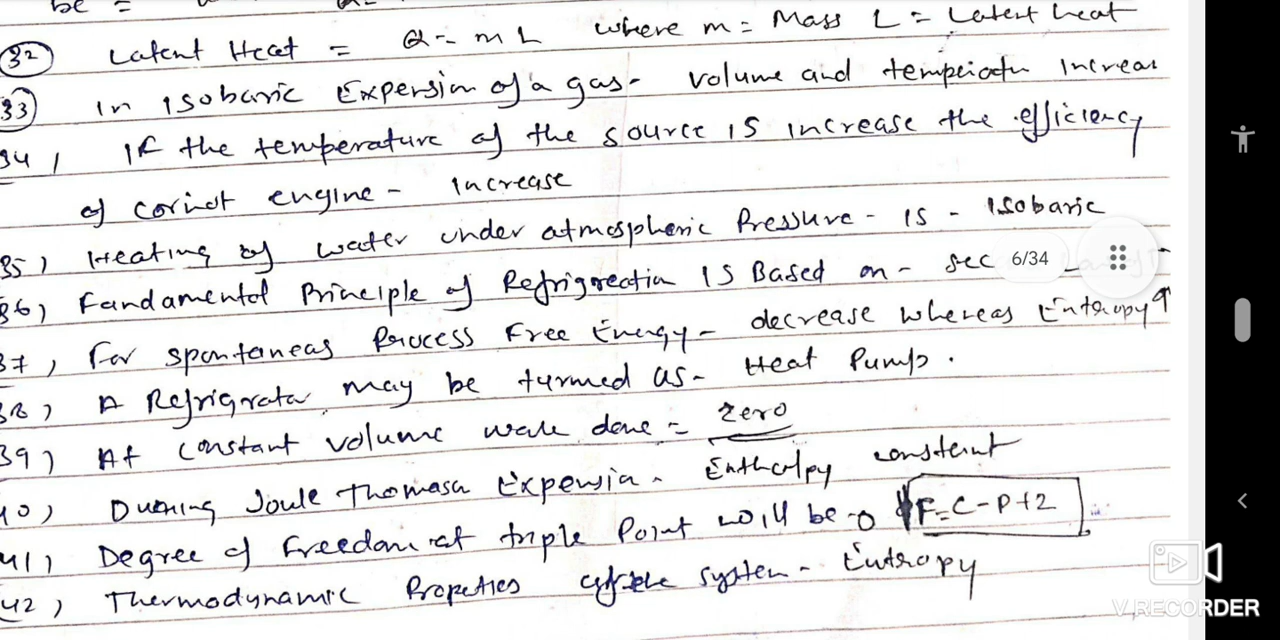 be =
32 Latent Heat = Q = mL where m = Mass L = Latent heat
33 In Isobaric Expension of a gas - volume and temperature Increas
34, If the temperature of the source is increase the efficiency
of cornot engine - increase
35) Heating of water under atmospheric Pressure - is - Isobaric
36) Fundamental Principle of Refrigreation is Based on - sec
6/34
37, For spontaneas Process Free Energy - decrease whereas Entropy ↑
38) A Refrigrator may be turmed as - Heat Pump.
39) At constant volume work done = zero
40) During Joule Thomason Expension - Enthalpy constant
41) Degree of Freedom at triple Point will be - 0 F = C - P + 2
42) Thermodynamic Properties of the system - Entropy
V RECORDER